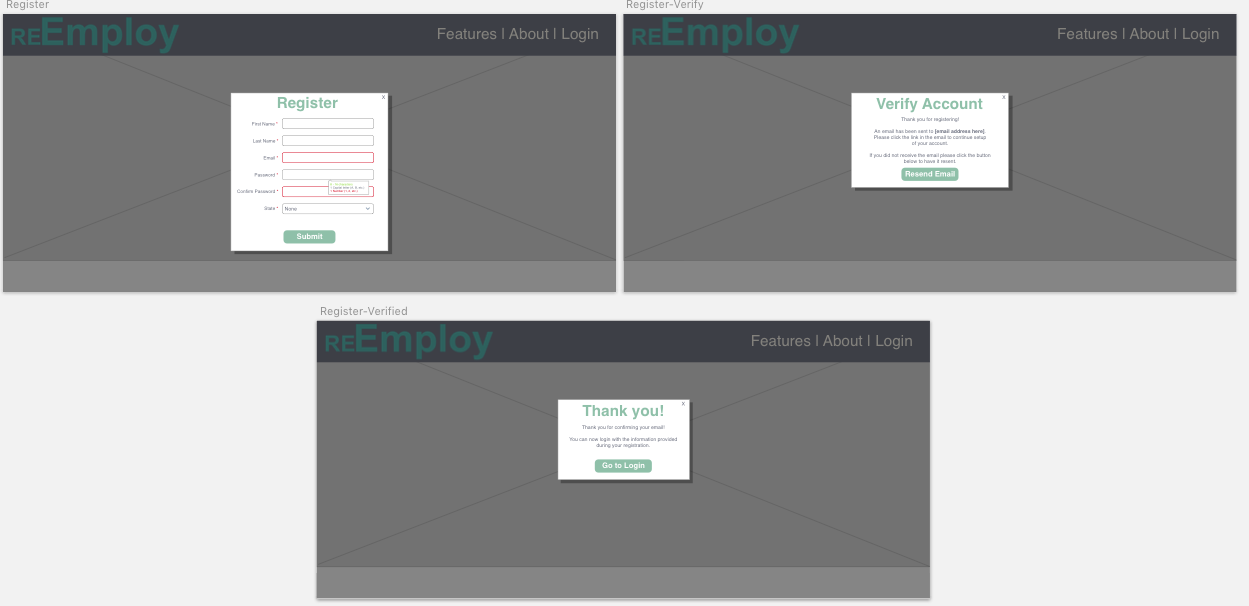 Register
REEmploy
Features | About | Login
Register
X
First Name *
Last Name *
Email *
Password *
Confirm Password *
State *
None
Submit
Register-Verify
REEmploy
Features | About | Login
X
Verify Account
Thank you for registering!
An email has been sent to [email address here].
Please click the link in the email to continue setup
of your account.
If you did not receive the email please click the button
below to have it resent.
Resend Email
Register-Verified
REEmploy
Features | About | Login
X
Thank you!
Thank you for confirming your email!
You can now login with the information provided
during your registration.
Go to Login